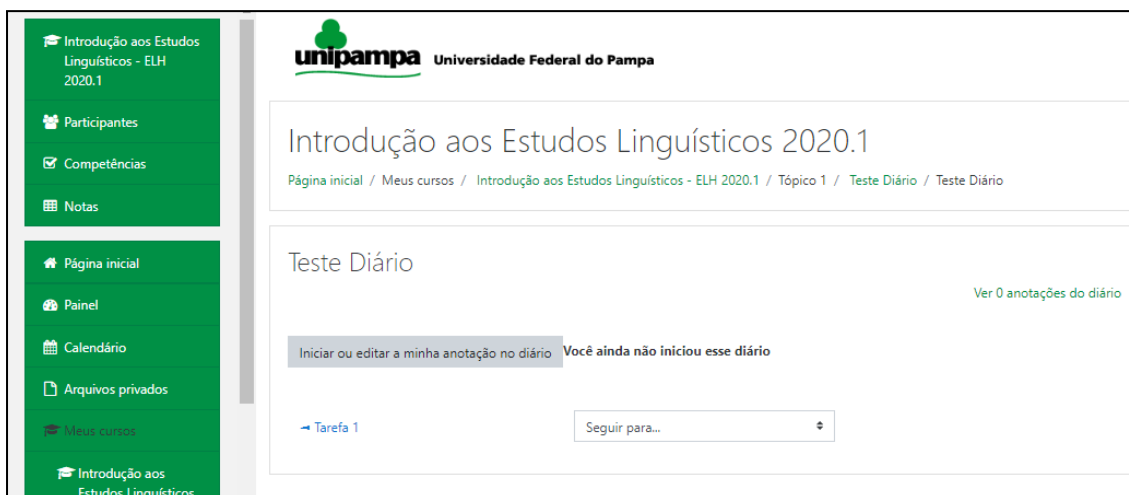 Introdução aos Estudos
Linguísticos - ELH
2020.1
Participantes
Competências
Notas
Página inicial
Painel
Calendário
Arquivos privados
Meus cursos
Introdução aos
Estudos Linguísticos
unipampa Universidade Federal do Pampa
Introdução aos Estudos Linguísticos 2020.1
Página inicial / Meus cursos / Introdução aos Estudos Linguísticos - ELH 2020.1 / Tópico 1 / Teste Diário / Teste Diário
Teste Diário
Ver 0 anotações do diário
Iniciar ou editar a minha anotação no diário Você ainda não iniciou esse diário
◄ Tarefa 1 Seguir para...